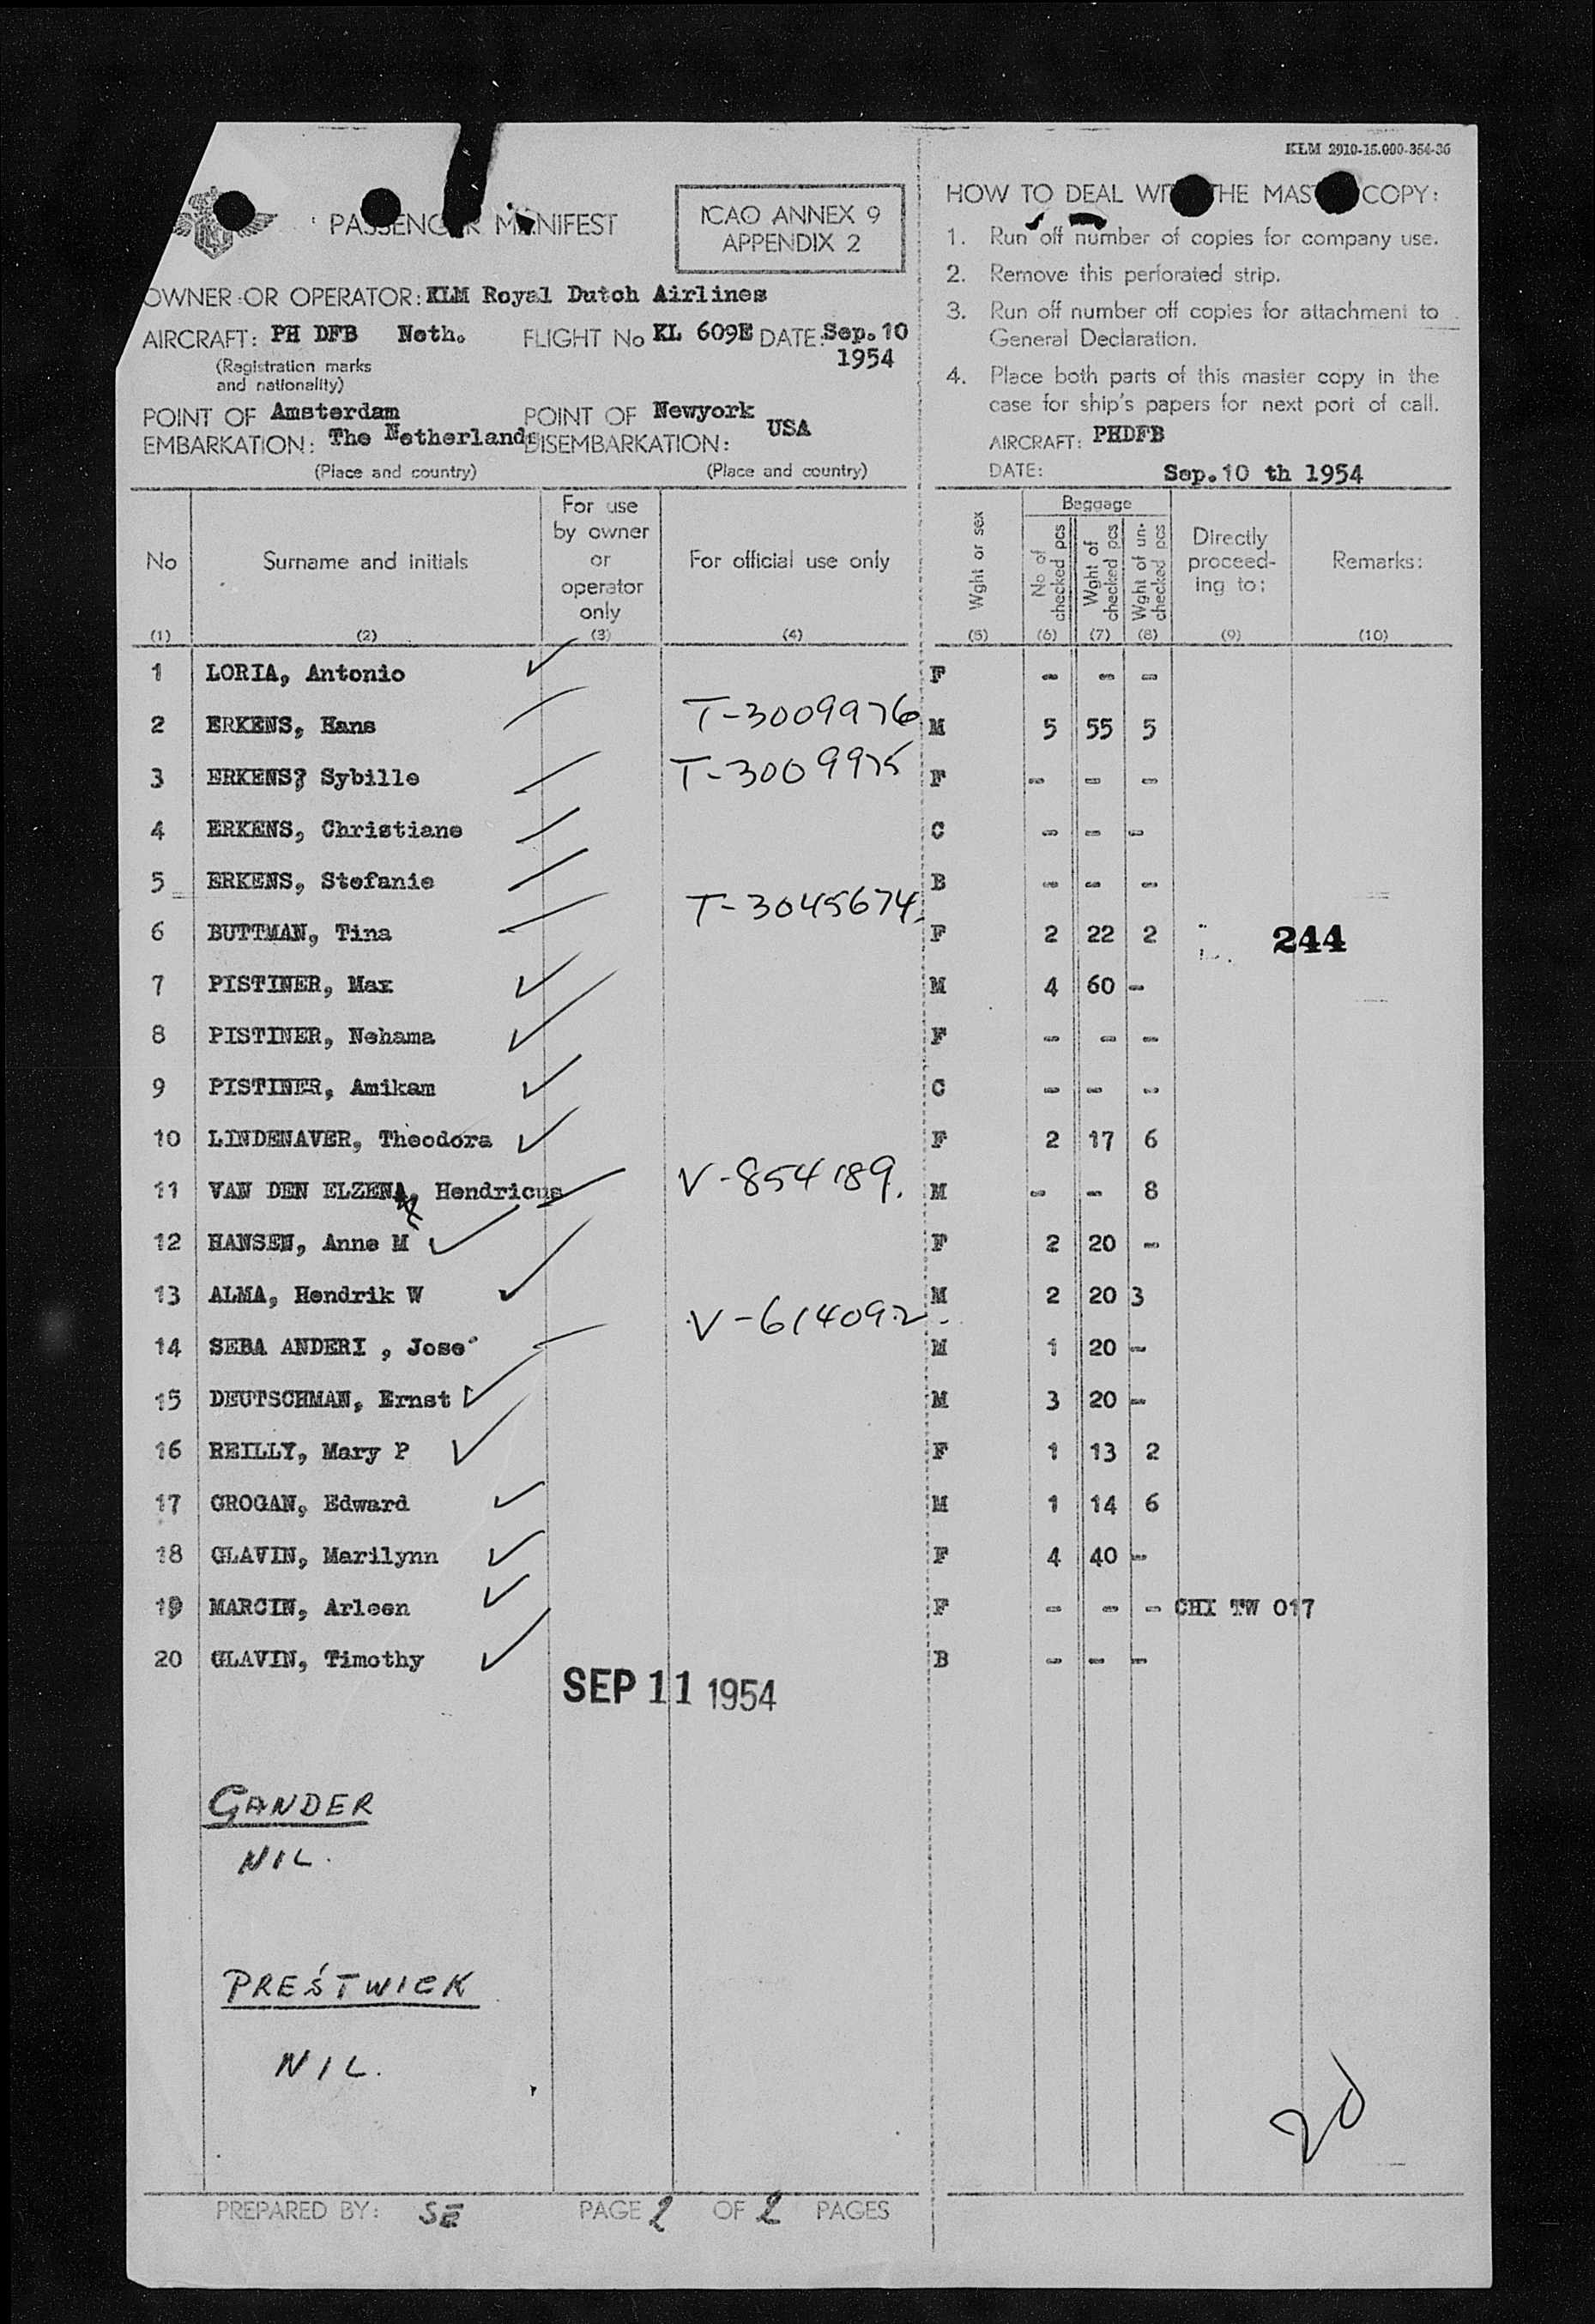 KLM 2910-15.000-354-36
PASSENGER MANIFEST
ICAO ANNEX 9
APPENDIX 2
OWNER OR OPERATOR: KLM Royal Dutch Airlines
AIRCRAFT: PH DFB Neth. FLIGHT No KL 609E DATE: Sep.10
1954
(Registration marks
and nationality)
POINT OF Amsterdam POINT OF Newyork
EMBARKATION: The Netherlands DISEMBARKATION: USA
(Place and country) (Place and country)
HOW TO DEAL WITH THE MASTER COPY:
1. Run off number of copies for company use.
2. Remove this perforated strip.
3. Run off number off copies for attachment to
General Declaration.
4. Place both parts of this master copy in the
case for ship's papers for next port of call.
AIRCRAFT: PHDFB
DATE: Sep.10 th 1954
No Surname and initials For use by owner or operator only For official use only Wght or sex Baggage No of checked pcs Wght of checked pcs Wght of un-checked pcs Directly proceed-ing to: Remarks:
(1) (2) (3) (4) (5) (6) (7) (8) (9) (10)
1 LORIA, Antonio F - - -
2 ERKENS, Hans T-3009976 M 5 55 5
3 ERKENS? Sybille T-3009975 F - - -
4 ERKENS, Christiane C - - -
5 ERKENS, Stefanie B - - -
6 BUTTMAN, Tina T-3045674 F 2 22 2 244
7 PISTINER, Max M 4 60 -
8 PISTINER, Nehama F - - -
9 PISTINER, Amikam C - - -
10 LINDENAVER, Theodora F 2 17 6
11 VAN DEN ELZENA, Hendricus V-854189. M - - 8
12 HANSEN, Anne M F 2 20 -
13 ALMA, Hendrik W M 2 20 3
14 SEBA ANDERI , Jose' V-614092 M 1 20 -
15 DEUTSCHMAN, Ernst M 3 20 -
16 REILLY, Mary P F 1 13 2
17 GROGAN, Edward M 1 14 6
18 GLAVIN, Marilynn F 4 40 -
19 MARCIN, Arleen F - - - CHI TW 017
20 GLAVIN, Timothy B - - -
SEP 11 1954
GANDER
NIL.
PRESTWICK
NIL.
PREPARED BY: SE PAGE 2 OF 2 PAGES